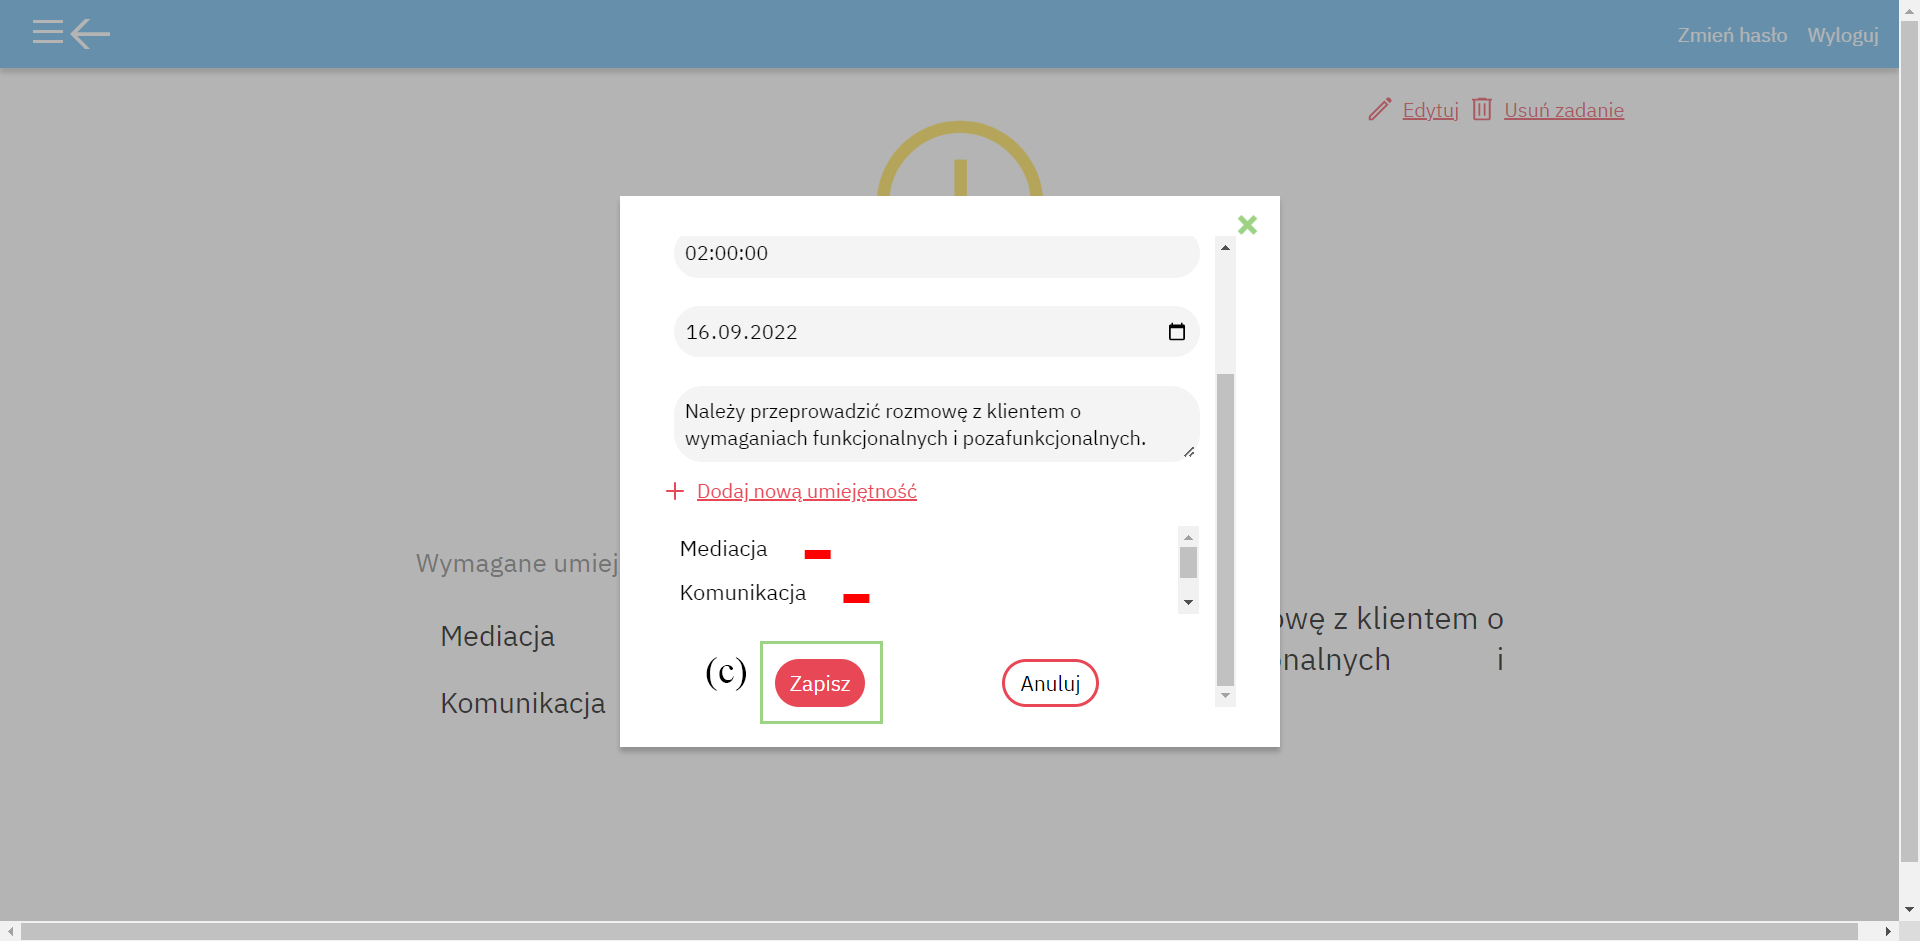 Zmień hasło Wyloguj
Edytuj Usuń zadanie
02:00:00
16.09.2022
Należy przeprowadzić rozmowę z klientem o
wymaganiach funkcjonalnych i pozafunkcjonalnych.
Dodaj nową umiejętność
Mediacja
Komunikacja
(c) Zapisz Anuluj
Wymagane umiej
Mediacja
Komunikacja
owę z klientem o
onalnych i